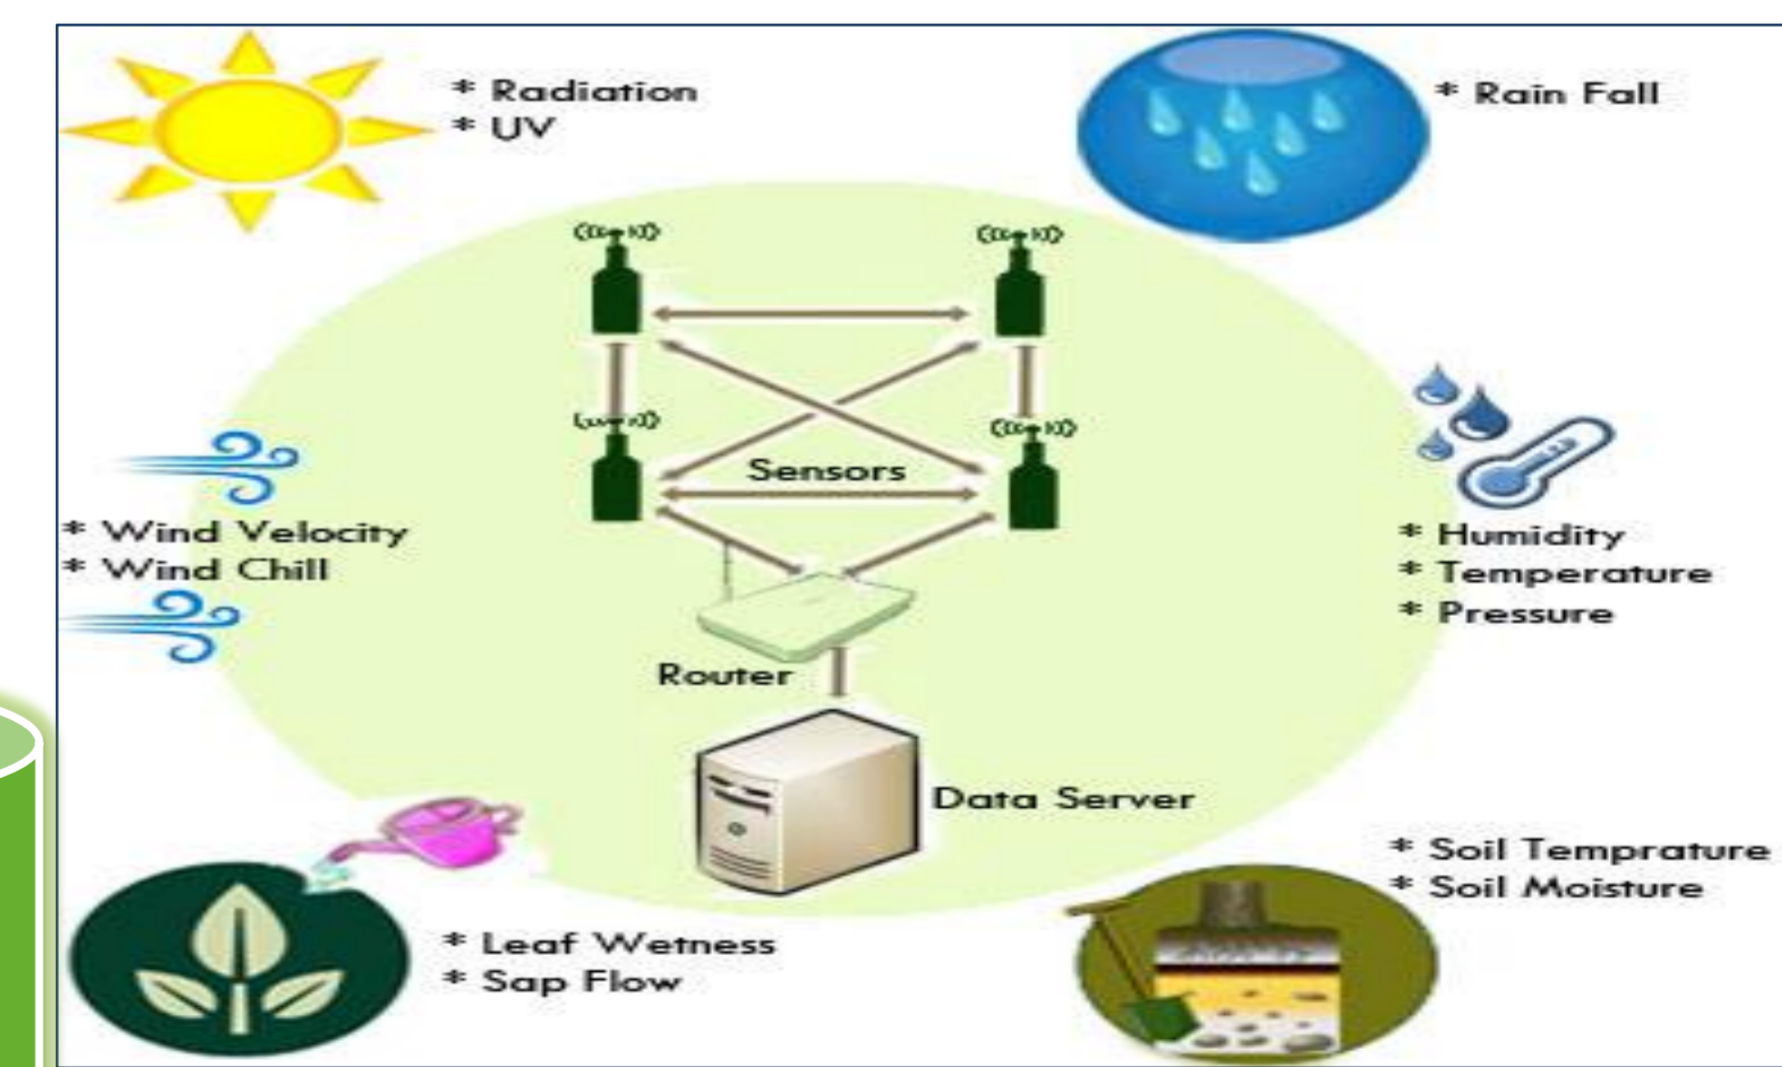 * Radiation
* UV
* Rain Fall
Sensors
* Wind Velocity
* Wind Chill
* Humidity
* Temperature
* Pressure
Router
Data Server
* Soil Temprature
* Soil Moisture
* Leaf Wetness
* Sap Flow